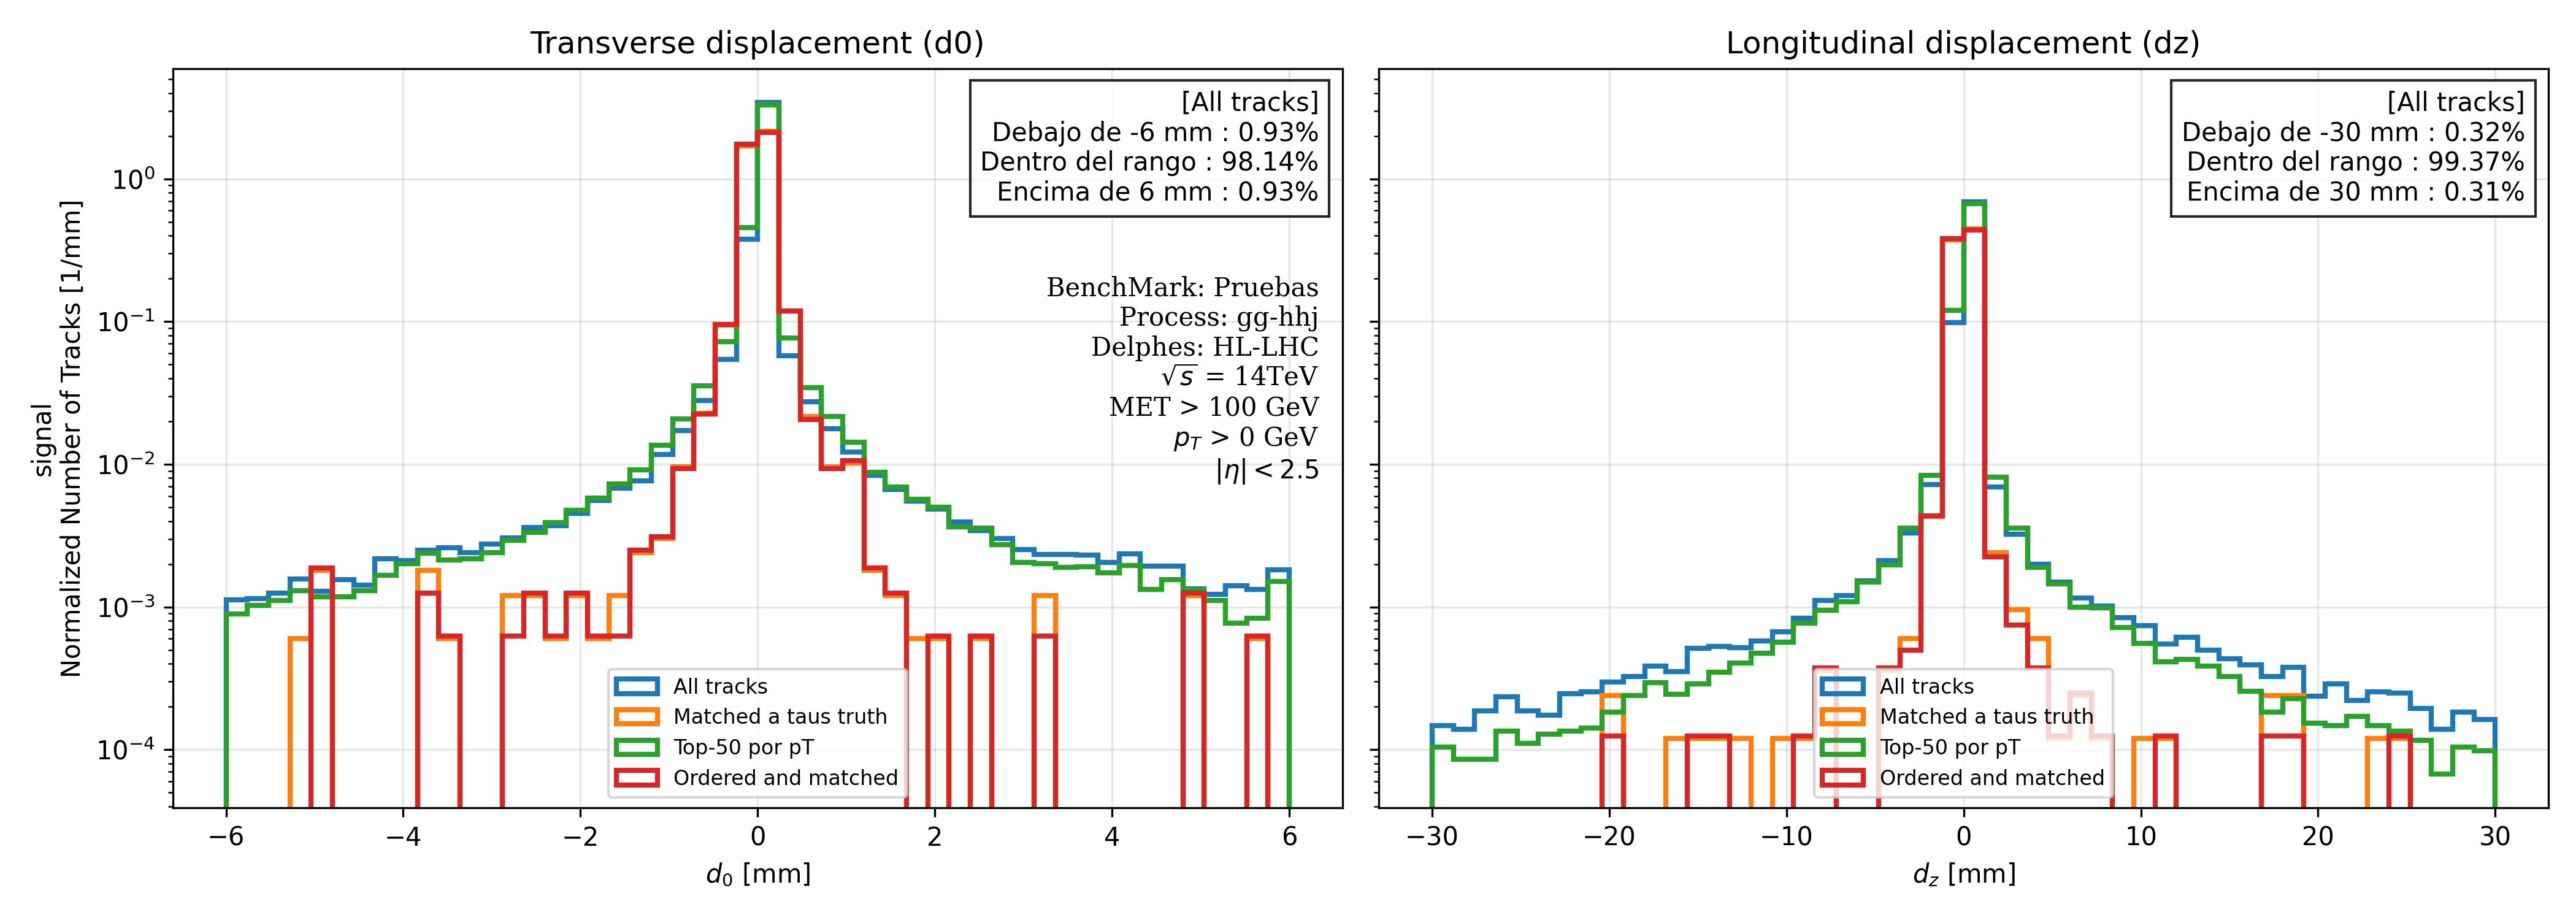 Transverse displacement (d0)
signal
Normalized Number of Tracks [1/mm]
10⁰
10⁻¹
10⁻²
10⁻³
10⁻⁴
[All tracks]
Debajo de -6 mm : 0.93%
Dentro del rango : 98.14%
Encima de 6 mm : 0.93%
BenchMark: Pruebas
Process: gg-hhj
Delphes: HL-LHC
√s = 14TeV
MET > 100 GeV
p_T > 0 GeV
|η| < 2.5
All tracks
Matched a taus truth
Top-50 por pT
Ordered and matched
−6 −4 −2 0 2 4 6
d₀ [mm]
Longitudinal displacement (dz)
[All tracks]
Debajo de -30 mm : 0.32%
Dentro del rango : 99.37%
Encima de 30 mm : 0.31%
All tracks
Matched a taus truth
Top-50 por pT
Ordered and matched
−30 −20 −10 0 10 20 30
d_z [mm]